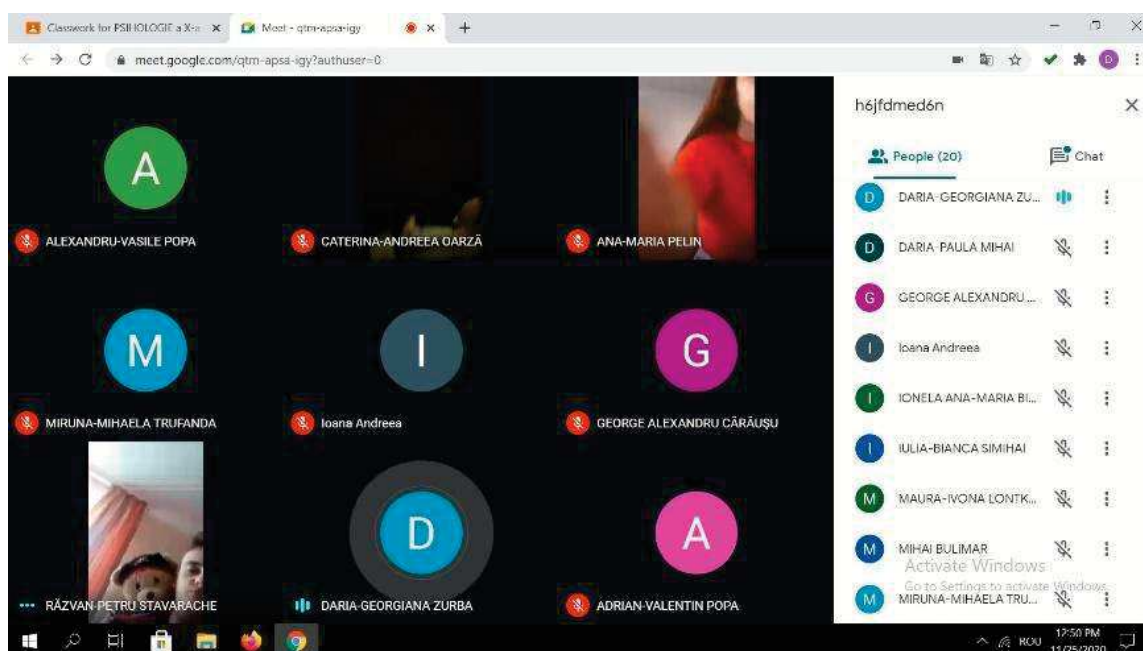 Classwork for PSIHOLOGIE a X-a
Meet - qtm-apsa-igy
meet.google.com/qtm-apsa-igy?authuser=0
D
A
ALEXANDRU-VASILE POPA
CATERINA-ANDREEA OARZĂ
ANA-MARIA PELIN
M
MIRUNA-MIHAELA TRUFANDA
I
Ioana Andreea
G
GEORGE ALEXANDRU CĂRĂUȘU
RĂZVAN-PETRU STAVARACHE
D
DARIA-GEORGIANA ZURBA
A
ADRIAN-VALENTIN POPA
h6jfdmed6n
People (20)
Chat
D DARIA-GEORGIANA ZU...
D DARIA-PAULA MIHAI
G GEORGE ALEXANDRU ...
I Ioana Andreea
I IONELA ANA-MARIA BI...
I IULIA-BIANCA SIMIHAI
M MAURA-IVONA LONTK...
M MIHAI BULIMAR
Activate Windows
Go to Settings to activate Windows.
M MIRUNA-MIHAELA TRU...
ROU
12:50 PM
11/25/2020